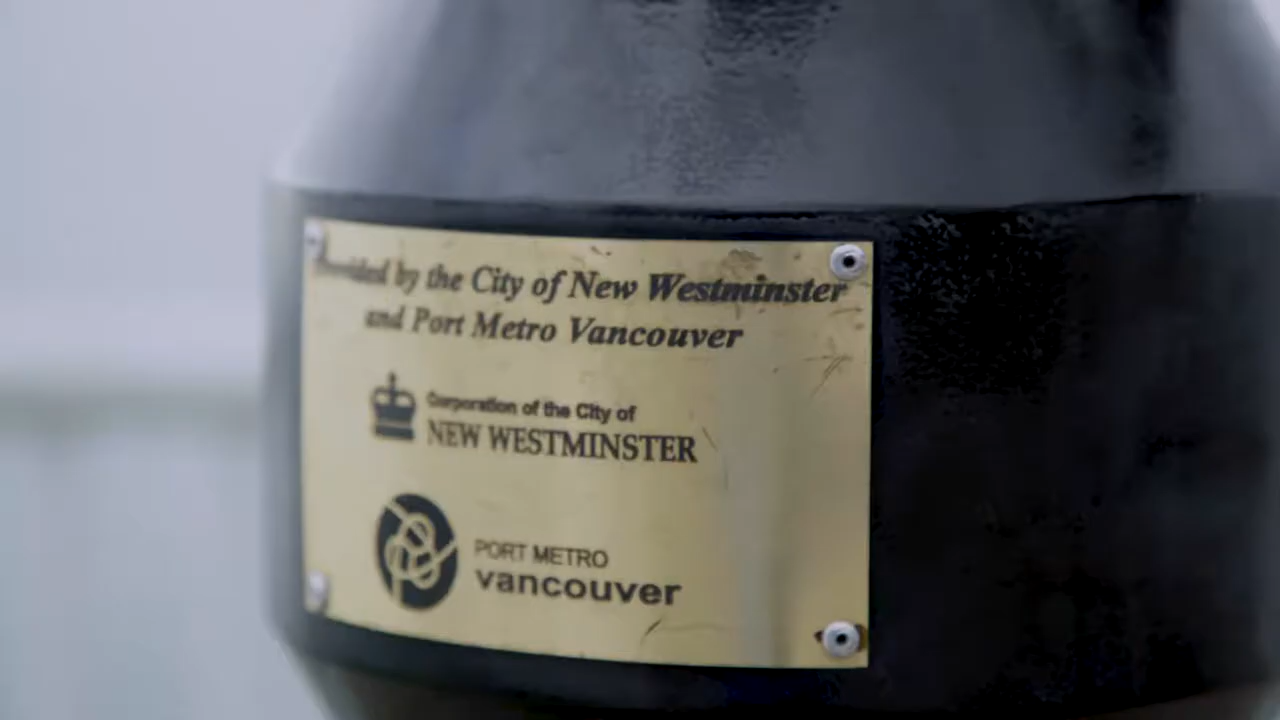 Provided by the City of New Westminster
and Port Metro Vancouver
Corporation of the City of
NEW WESTMINSTER
PORT METRO
vancouver